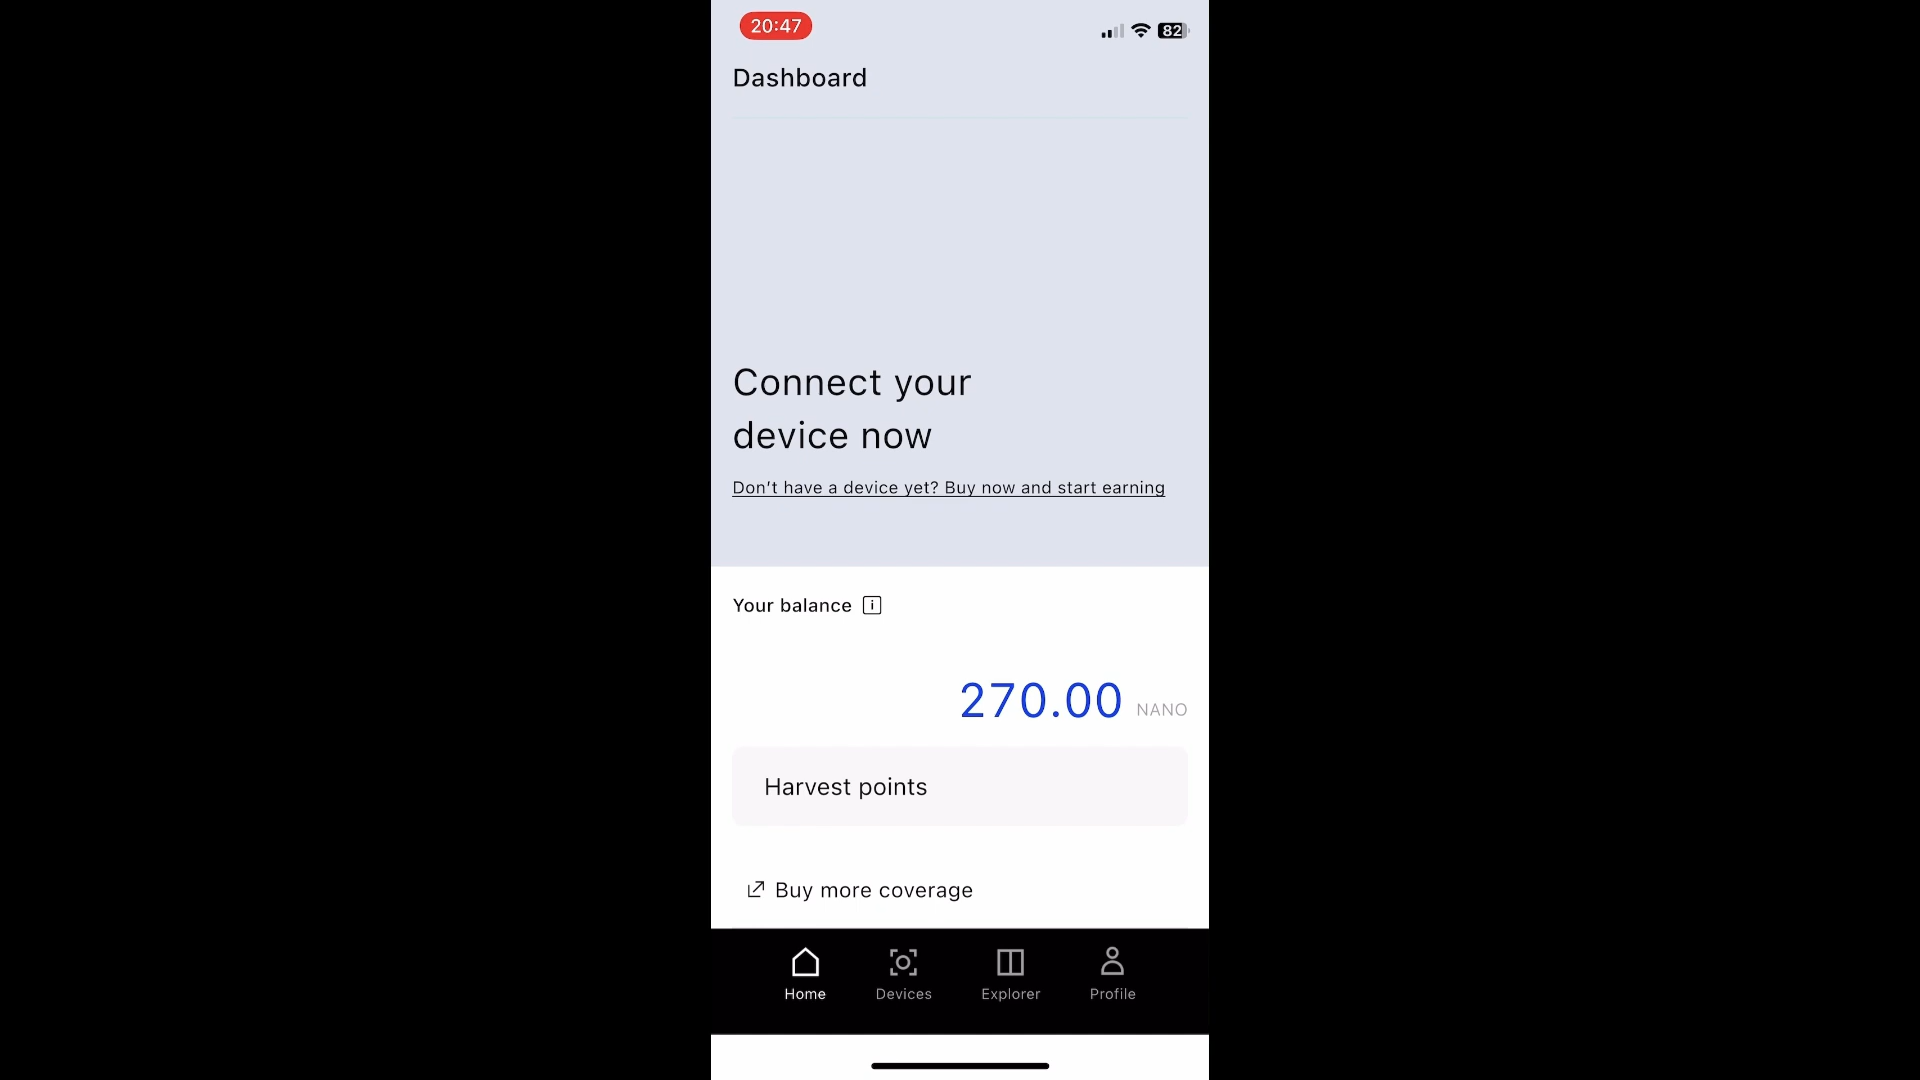 20:47
82
Dashboard
Connect your
device now
Don't have a device yet? Buy now and start earning
Your balance i
270.00 NANO
Harvest points
Buy more coverage
Home Devices Explorer Profile